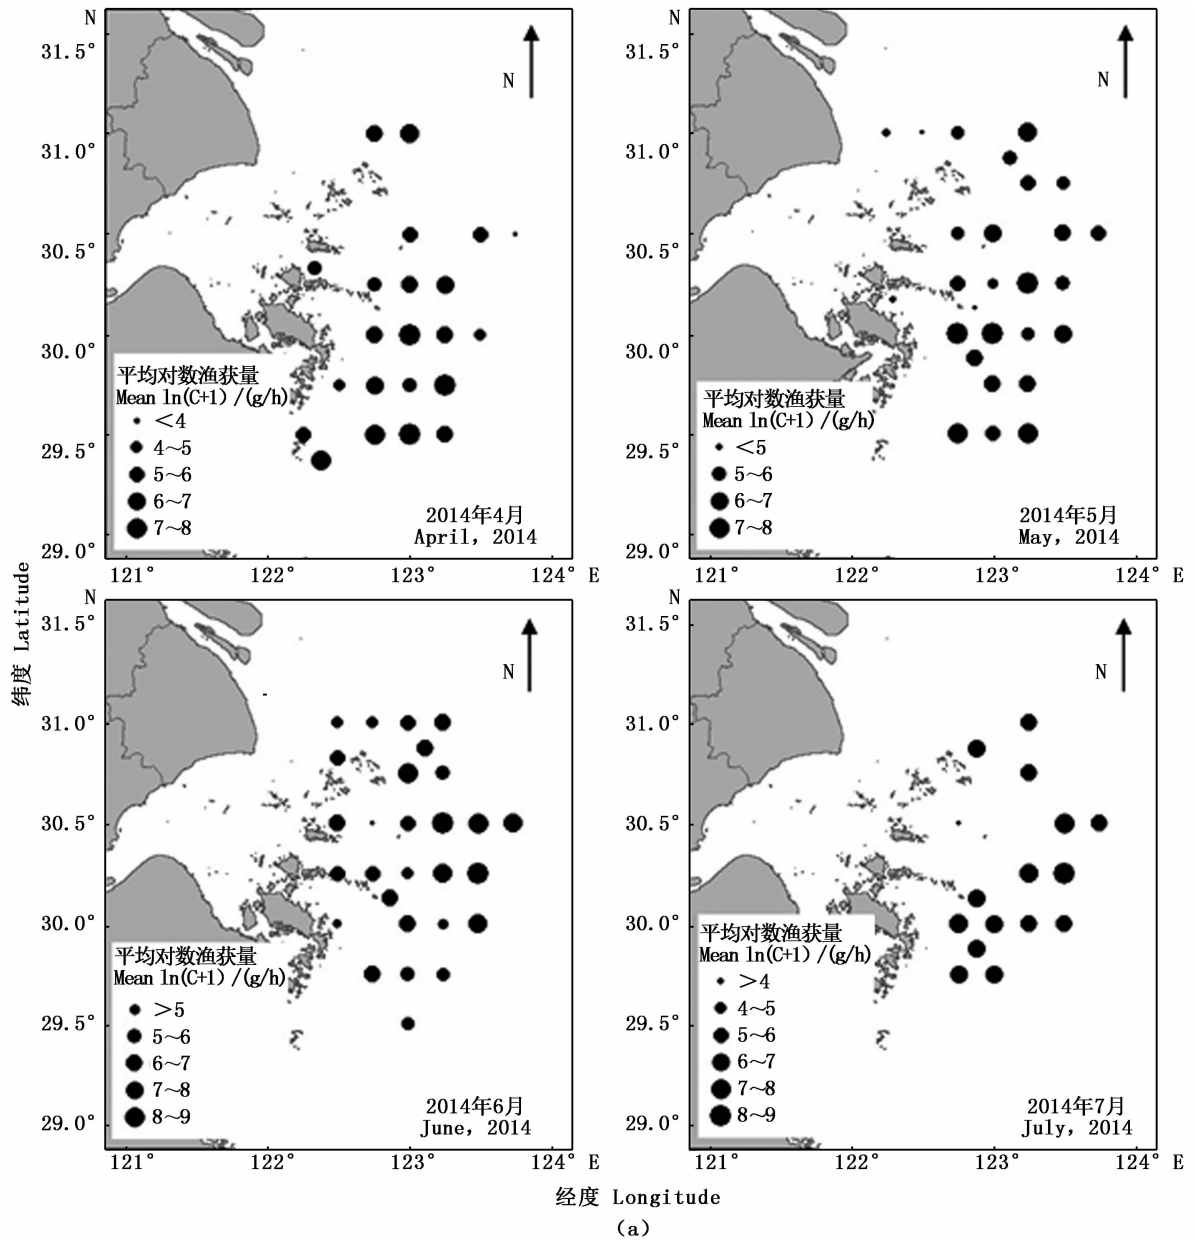 N
31.5°
31.0°
30.5°
30.0°
29.5°
29.0°
N
平均对数渔获量
Mean ln(C+1)/(g/h)
<4
4~5
5~6
6~7
7~8
2014年4月
April, 2014
121° 122° 123° 124° E
N
31.5°
31.0°
30.5°
30.0°
29.5°
29.0°
N
平均对数渔获量
Mean ln(C+1)/(g/h)
<5
5~6
6~7
7~8
2014年5月
May, 2014
121° 122° 123° 124° E
纬度 Latitude
N
31.5°
31.0°
30.5°
30.0°
29.5°
29.0°
N
平均对数渔获量
Mean ln(C+1)/(g/h)
>5
5~6
6~7
7~8
8~9
2014年6月
June, 2014
121° 122° 123° 124° E
N
31.5°
31.0°
30.5°
30.0°
29.5°
29.0°
N
平均对数渔获量
Mean ln(C+1)/(g/h)
>4
4~5
5~6
6~7
7~8
8~9
2014年7月
July, 2014
121° 122° 123° 124° E
经度 Longitude
(a)